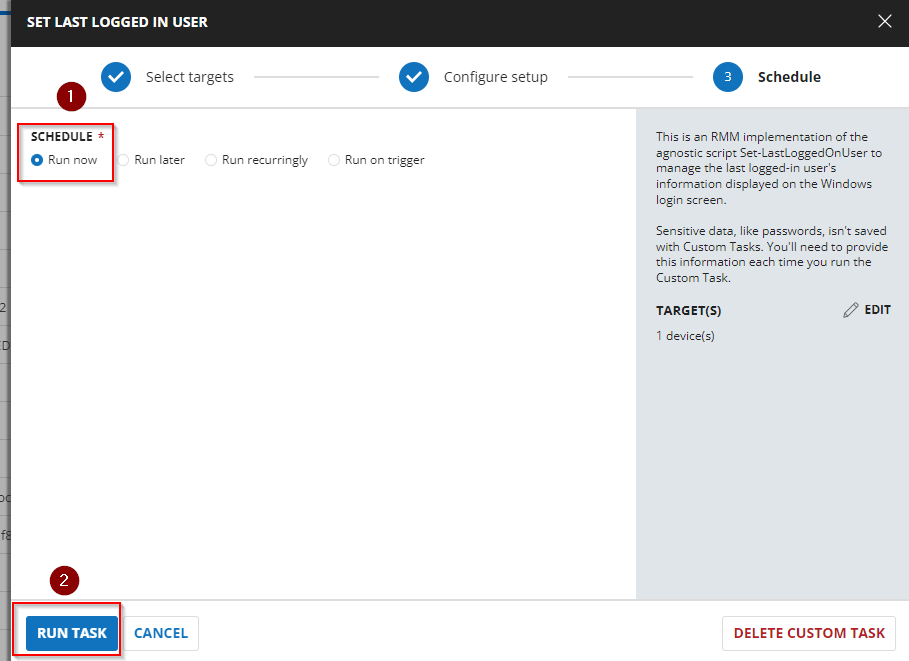 SET LAST LOGGED IN USER
Select targets
Configure setup
3
Schedule
1
SCHEDULE *
Run now
Run later
Run recurringly
Run on trigger
This is an RMM implementation of the
agnostic script Set-LastLoggedOnUser to
manage the last logged-in user's
information displayed on the Windows
login screen.
Sensitive data, like passwords, isn't saved
with Custom Tasks. You'll need to provide
this information each time you run the
Custom Task.
TARGET(S)
EDIT
1 device(s)
2
RUN TASK
CANCEL
DELETE CUSTOM TASK